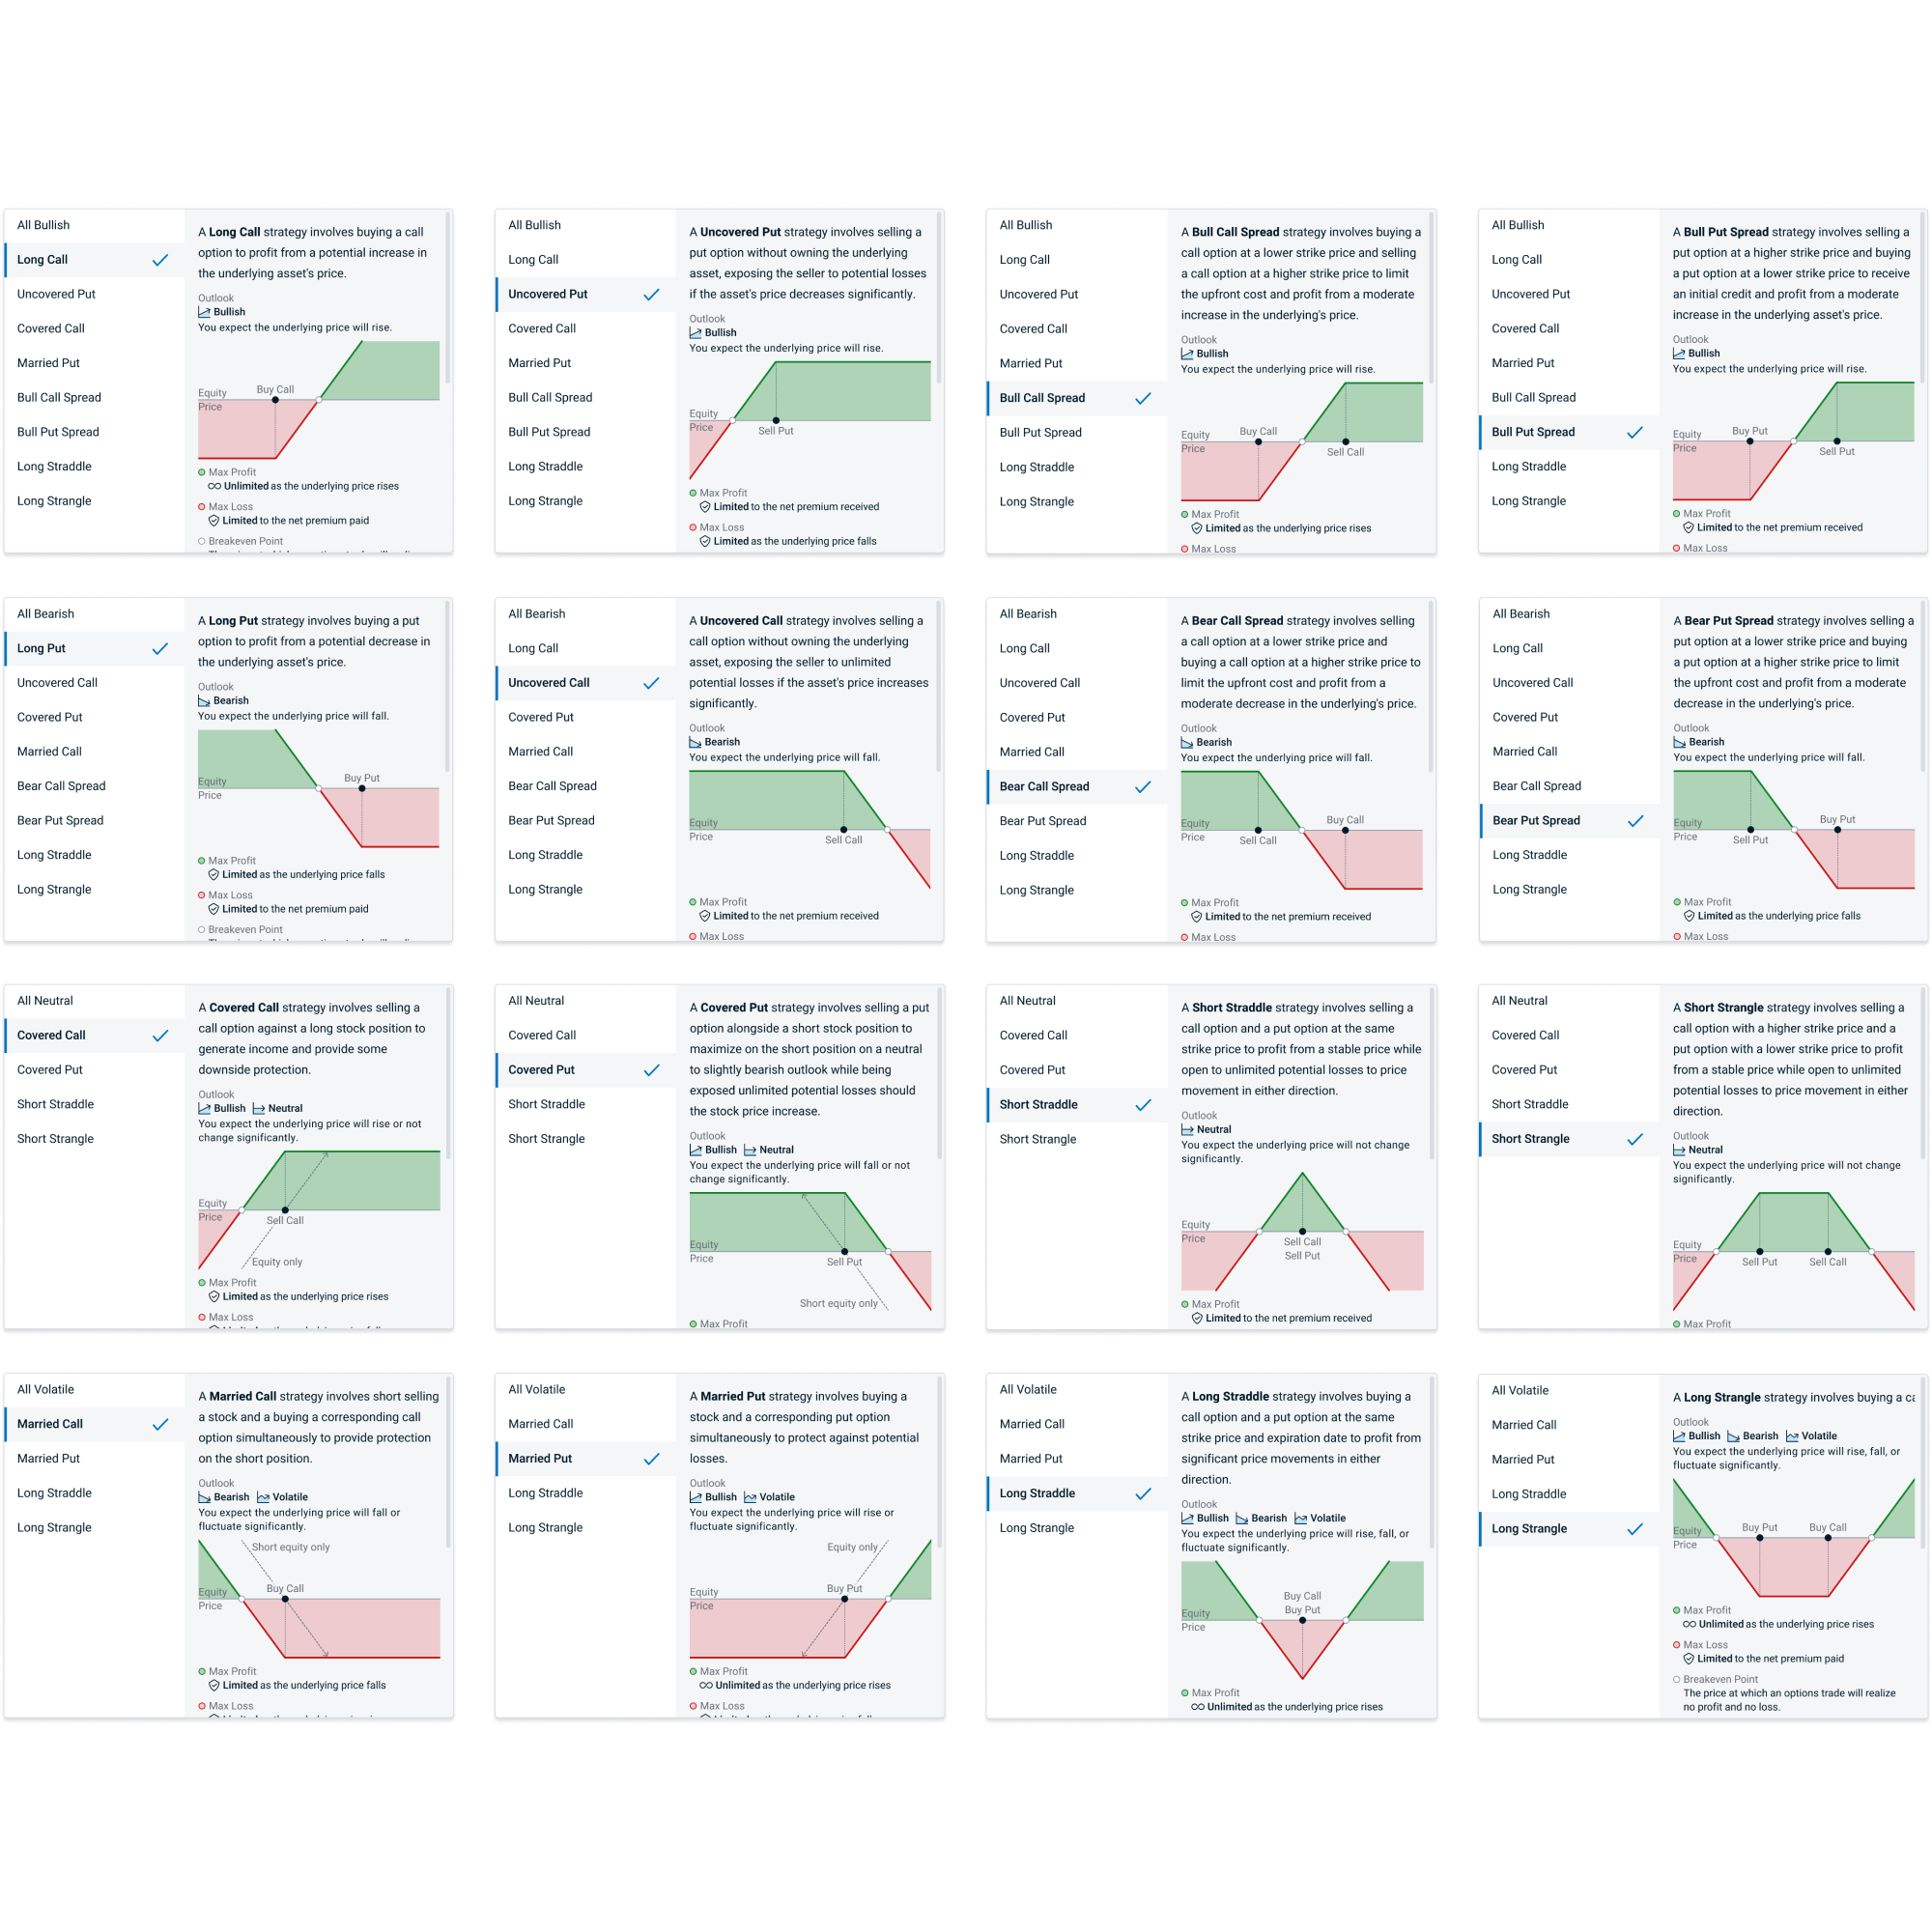 All Bullish
Long Call
Uncovered Put
Covered Call
Married Put
Bull Call Spread
Bull Put Spread
Long Straddle
Long Strangle
A Long Call strategy involves buying a call
option to profit from a potential increase in
the underlying asset's price.
Outlook
Bullish
You expect the underlying price will rise.
Buy Call
Equity
Price
Max Profit
Unlimited as the underlying price rises
Max Loss
Limited to the net premium paid
Breakeven Point
All Bullish
Long Call
Uncovered Put
Covered Call
Married Put
Bull Call Spread
Bull Put Spread
Long Straddle
Long Strangle
A Uncovered Put strategy involves selling a
put option without owning the underlying
asset, exposing the seller to potential losses
if the asset's price decreases significantly.
Outlook
Bullish
You expect the underlying price will rise.
Equity
Price
Sell Put
Max Profit
Limited to the net premium received
Max Loss
Limited as the underlying price falls
All Bullish
Long Call
Uncovered Put
Covered Call
Married Put
Bull Call Spread
Bull Put Spread
Long Straddle
Long Strangle
A Bull Call Spread strategy involves buying a
call option at a lower strike price and selling
a call option at a higher strike price to limit
the upfront cost and profit from a moderate
increase in the underlying's price.
Outlook
Bullish
You expect the underlying price will rise.
Buy Call
Equity
Price
Sell Call
Max Profit
Limited as the underlying price rises
Max Loss
All Bullish
Long Call
Uncovered Put
Covered Call
Married Put
Bull Call Spread
Bull Put Spread
Long Straddle
Long Strangle
A Bull Put Spread strategy involves selling a
put option at a higher strike price and buying
a put option at a lower strike price to receive
an initial credit and profit from a moderate
increase in the underlying asset's price.
Outlook
Bullish
You expect the underlying price will rise.
Buy Put
Equity
Price
Sell Put
Max Profit
Limited to the net premium received
Max Loss
All Bearish
Long Put
Uncovered Call
Covered Put
Married Call
Bear Call Spread
Bear Put Spread
Long Straddle
Long Strangle
A Long Put strategy involves buying a put
option to profit from a potential decrease in
the underlying asset's price.
Outlook
Bearish
You expect the underlying price will fall.
Buy Put
Equity
Price
Max Profit
Limited as the underlying price falls
Max Loss
Limited to the net premium paid
Breakeven Point
All Bearish
Long Call
Uncovered Call
Covered Put
Married Call
Bear Call Spread
Bear Put Spread
Long Straddle
Long Strangle
A Uncovered Call strategy involves selling a
call option without owning the underlying
asset, exposing the seller to unlimited
potential losses if the asset's price increases
significantly.
Outlook
Bearish
You expect the underlying price will fall.
Equity
Price
Sell Call
Max Profit
Limited to the net premium received
Max Loss
All Bearish
Long Call
Uncovered Call
Covered Put
Married Call
Bear Call Spread
Bear Put Spread
Long Straddle
Long Strangle
A Bear Call Spread strategy involves selling
a call option at a lower strike price and
buying a call option at a higher strike price to
limit the upfront cost and profit from a
moderate decrease in the underlying's price.
Outlook
Bearish
You expect the underlying price will fall.
Buy Call
Equity
Price
Sell Call
Max Profit
Limited to the net premium received
Max Loss
All Bearish
Long Call
Uncovered Call
Covered Put
Married Call
Bear Call Spread
Bear Put Spread
Long Straddle
Long Strangle
A Bear Put Spread strategy involves selling a
put option at a lower strike price and buying
a put option at a higher strike price to limit
the upfront cost and profit from a moderate
decrease in the underlying's price.
Outlook
Bearish
You expect the underlying price will fall.
Buy Put
Equity
Price
Sell Put
Max Profit
Limited as the underlying price falls
Max Loss
All Neutral
Covered Call
Covered Put
Short Straddle
Short Strangle
A Covered Call strategy involves selling a
call option against a long stock position to
generate income and provide some
downside protection.
Outlook
Bullish Neutral
You expect the underlying price will rise or not
change significantly.
Equity
Price
Sell Call
Equity only
Max Profit
Limited as the underlying price rises
Max Loss
All Neutral
Covered Call
Covered Put
Short Straddle
Short Strangle
A Covered Put strategy involves selling a put
option alongside a short stock position to
maximize on the short position on a neutral
to slightly bearish outlook while being
exposed unlimited potential losses should
the stock price increase.
Outlook
Bullish Neutral
You expect the underlying price will fall or not
change significantly.
Equity
Price
Sell Put
Short equity only
Max Profit
All Neutral
Covered Call
Covered Put
Short Straddle
Short Strangle
A Short Straddle strategy involves selling a
call option and a put option at the same
strike price to profit from a stable price while
open to unlimited potential losses to price
movement in either direction.
Outlook
Neutral
You expect the underlying price will not change
significantly.
Equity
Price
Sell Call
Sell Put
Max Profit
Limited to the net premium received
All Neutral
Covered Call
Covered Put
Short Straddle
Short Strangle
A Short Strangle strategy involves selling a
call option with a higher strike price and a
put option with a lower strike price to profit
from a stable price while open to unlimited
potential losses to price movement in either
direction.
Outlook
Neutral
You expect the underlying price will not change
significantly.
Equity
Price
Sell Put
Sell Call
Max Profit
All Volatile
Married Call
Married Put
Long Straddle
Long Strangle
A Married Call strategy involves short selling
a stock and a buying a corresponding call
option simultaneously to provide protection
on the short position.
Outlook
Bearish Volatile
You expect the underlying price will fall or
fluctuate significantly.
Short equity only
Buy Call
Equity
Price
Max Profit
Limited as the underlying price falls
Max Loss
All Volatile
Married Call
Married Put
Long Straddle
Long Strangle
A Married Put strategy involves buying a
stock and a corresponding put option
simultaneously to protect against potential
losses.
Outlook
Bullish Volatile
You expect the underlying price will rise or
fluctuate significantly.
Equity only
Equity
Price
Buy Put
Max Profit
Unlimited as the underlying price rises
Max Loss
All Volatile
Married Call
Married Put
Long Straddle
Long Strangle
A Long Straddle strategy involves buying a
call option and a put option at the same
strike price and expiration date to profit from
significant price movements in either
direction.
Outlook
Bullish Bearish Volatile
You expect the underlying price will rise, fall, or
fluctuate significantly.
Buy Call
Buy Put
Equity
Price
Max Profit
Unlimited as the underlying price rises
All Volatile
Married Call
Married Put
Long Straddle
Long Strangle
A Long Strangle strategy involves buying a
Outlook
Bullish Bearish Volatile
You expect the underlying price will rise, fall, or
fluctuate significantly.
Equity
Price
Buy Put
Buy Call
Max Profit
Unlimited as the underlying price rises
Max Loss
Limited to the net premium paid
Breakeven Point
The price at which an options trade will realize
no profit and no loss.